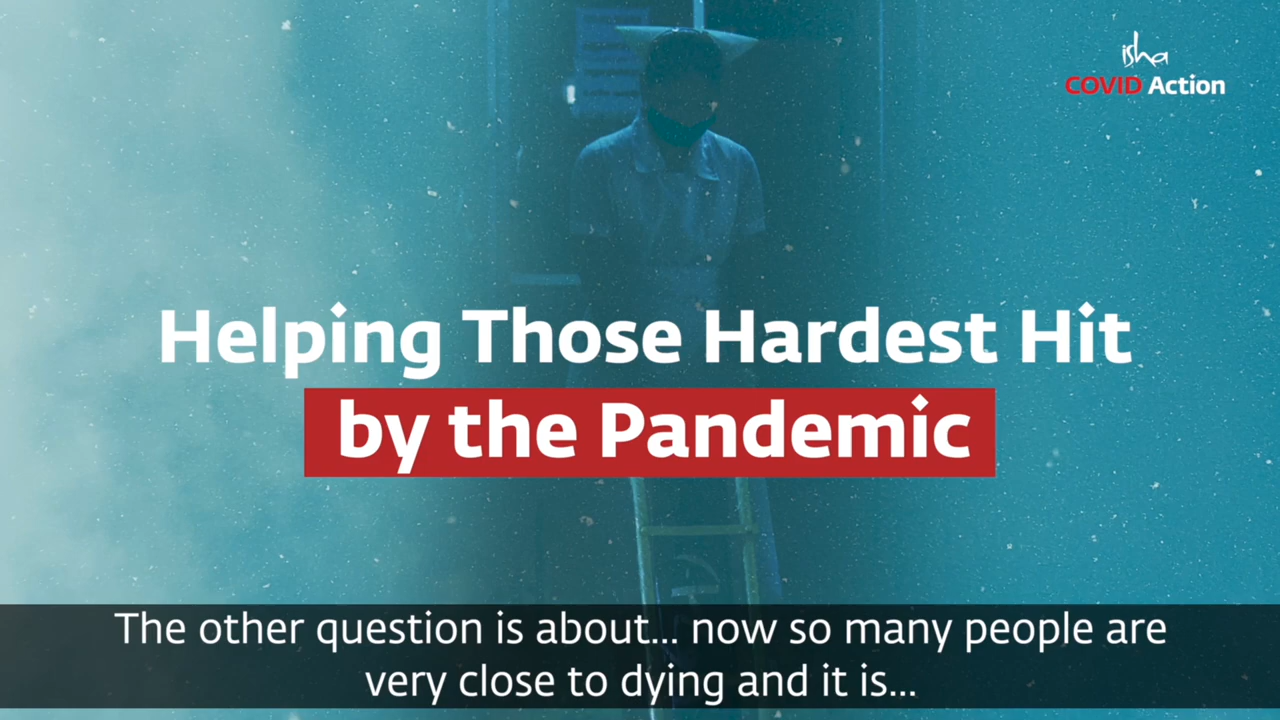 isha
COVID Action
Helping Those Hardest Hit
by the Pandemic
The other question is about... now so many people are
very close to dying and it is...